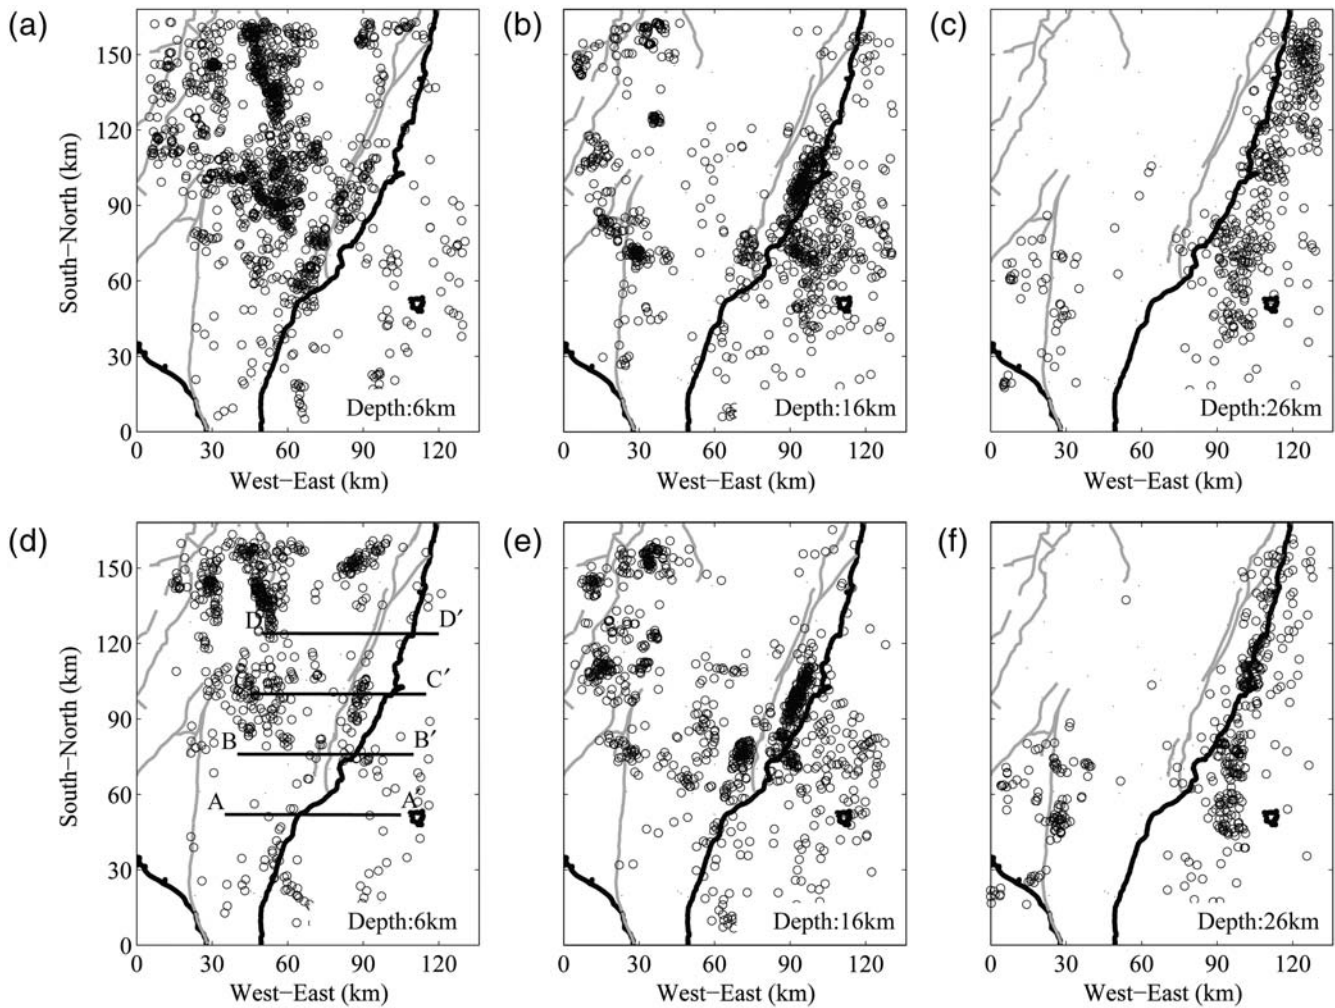 (a)
(b)
(c)
150
120
90
60
30
0
South−North (km)
Depth:6km
Depth:16km
Depth:26km
0 30 60 90 120
0 30 60 90 120
0 30 60 90 120
West−East (km)
West−East (km)
West−East (km)
(d)
(e)
(f)
150
120
90
60
30
0
South−North (km)
D D′
C C′
B B′
A A′
Depth:6km
Depth:16km
Depth:26km
0 30 60 90 120
0 30 60 90 120
0 30 60 90 120
West−East (km)
West−East (km)
West−East (km)